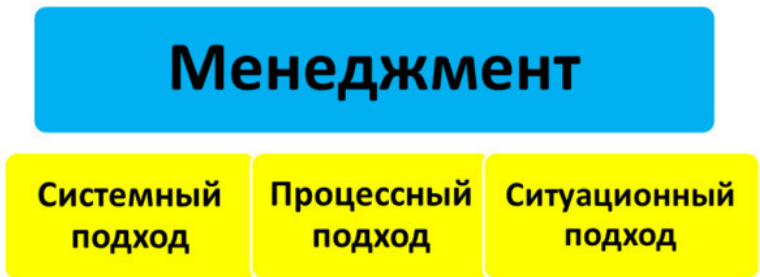 Менеджмент
Системный
подход
Процессный
подход
Ситуационный
подход